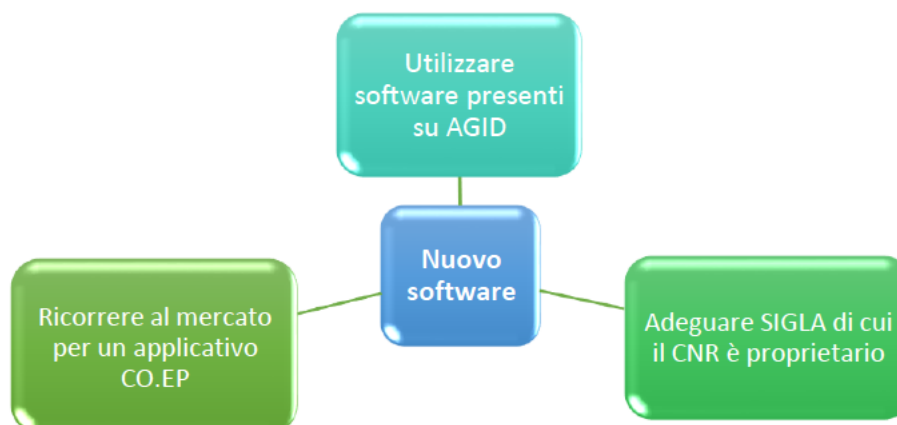 Utilizzare
software presenti
su AGID
Nuovo
software
Ricorrere al mercato
per un applicativo
CO.EP
Adeguare SIGLA di cui
il CNR è proprietario